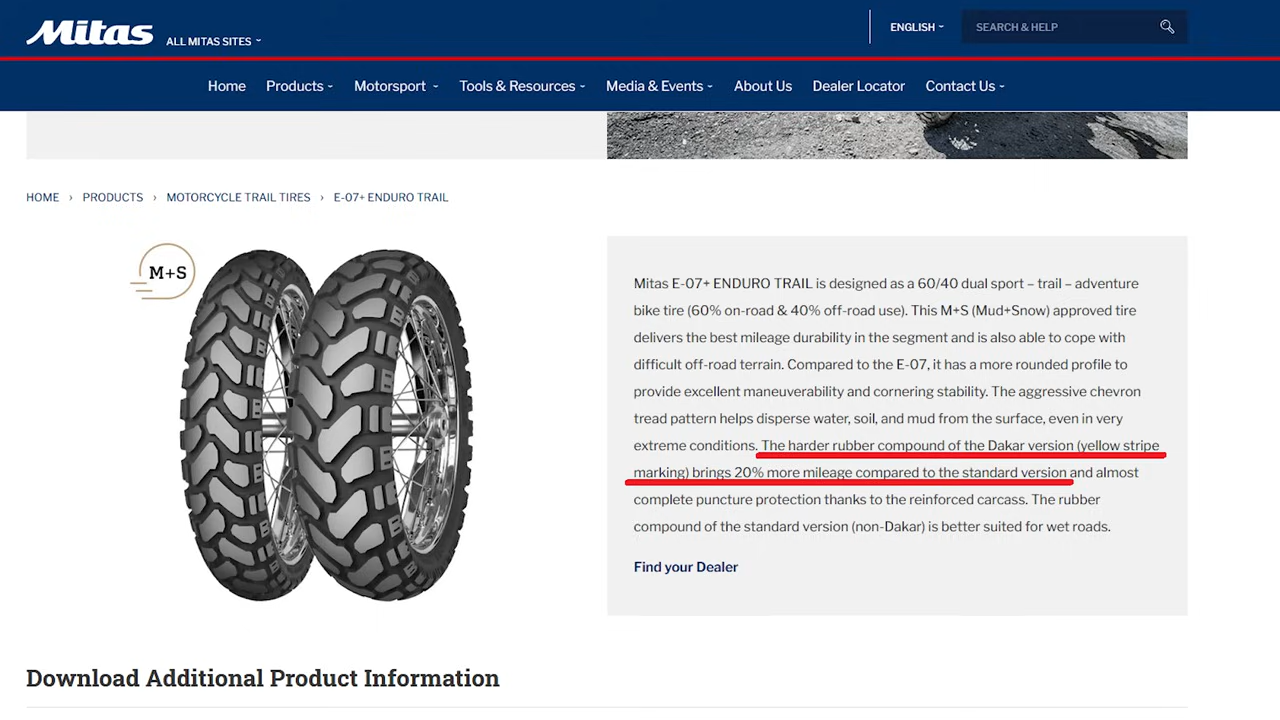 Mitas
ALL MITAS SITES
ENGLISH
SEARCH & HELP
Home
Products
Motorsport
Tools & Resources
Media & Events
About Us
Dealer Locator
Contact Us
HOME › PRODUCTS › MOTORCYCLE TRAIL TIRES › E-07+ ENDURO TRAIL
M+S
Mitas E-07+ ENDURO TRAIL is designed as a 60/40 dual sport – trail – adventure
bike tire (60% on-road & 40% off-road use). This M+S (Mud+Snow) approved tire
delivers the best mileage durability in the segment and is also able to cope with
difficult off-road terrain. Compared to the E-07, it has a more rounded profile to
provide excellent maneuverability and cornering stability. The aggressive chevron
tread pattern helps disperse water, soil, and mud from the surface, even in very
extreme conditions. The harder rubber compound of the Dakar version (yellow stripe
marking) brings 20% more mileage compared to the standard version and almost
complete puncture protection thanks to the reinforced carcass. The rubber
compound of the standard version (non-Dakar) is better suited for wet roads.
Find your Dealer
Download Additional Product Information